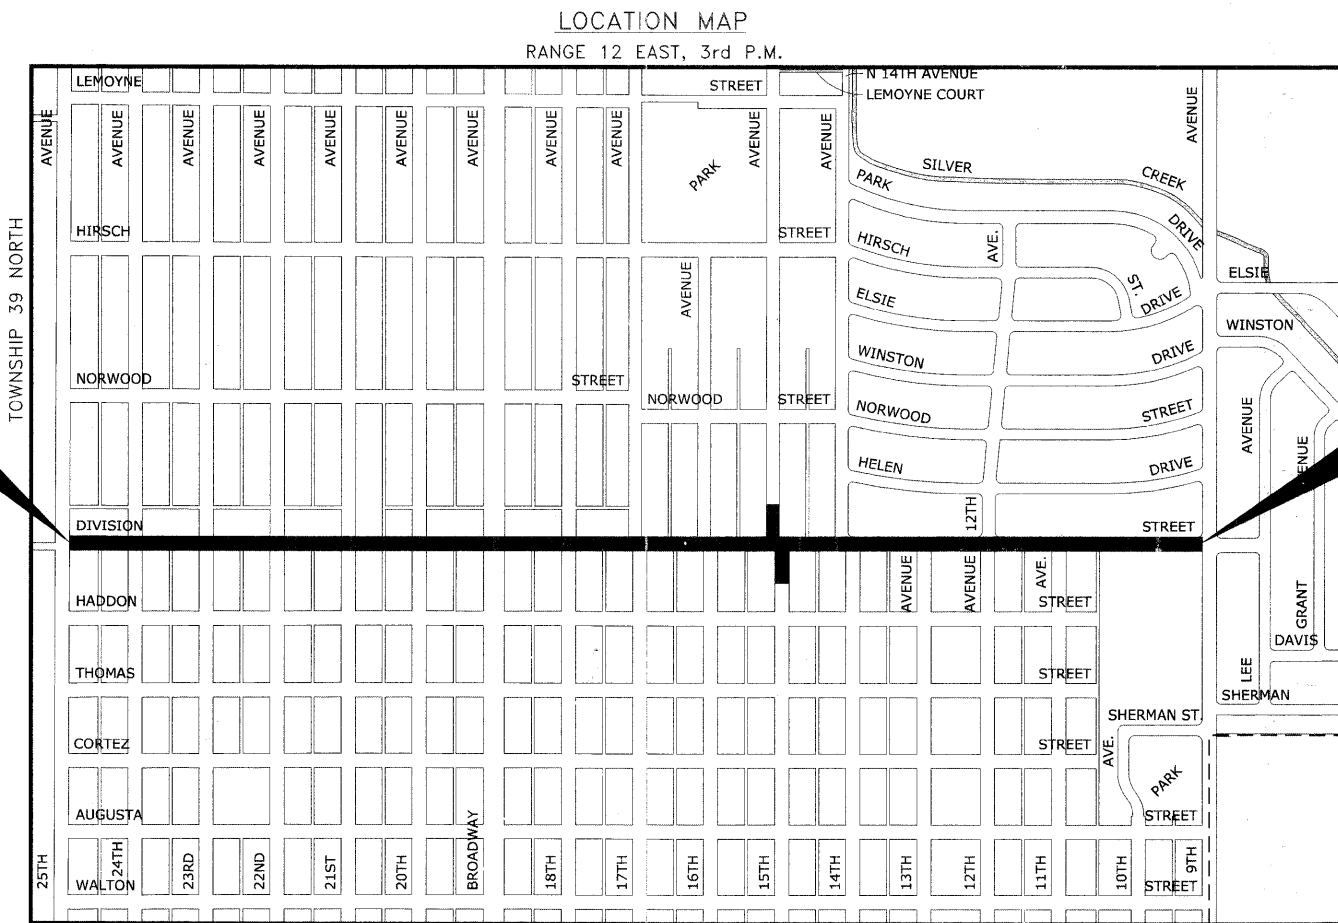 LOCATION MAP
RANGE 12 EAST, 3rd P.M.
TOWNSHIP 39 NORTH
LEMOYNE
STREET
N 14TH AVENUE
LEMOYNE COURT
AVENUE
AVENUE
AVENUE
AVENUE
AVENUE
AVENUE
AVENUE
AVENUE
AVENUE
AVENUE
AVENUE
AVENUE
PARK
SILVER
CREEK
PARK
DRIVE
HIRSCH
STREET
HIRSCH
AVE.
ST.
DRIVE
ELSIE
ELSIE
AVENUE
WINSTON
WINSTON
DRIVE
NORWOOD
STREET
NORWOOD
STREET
NORWOOD
STREET
AVENUE
HELEN
DRIVE
DIVISION
12TH
STREET
HADDON
AVENUE
AVENUE
AVE.
STREET
GRANT
DAVIS
THOMAS
STREET
LEE
SHERMAN
SHERMAN ST.
CORTEZ
STREET
AVE.
PARK
AUGUSTA
STREET
WALTON
STREET
25TH
24TH
23RD
22ND
21ST
20TH
BROADWAY
18TH
17TH
16TH
15TH
14TH
13TH
12TH
11TH
10TH
9TH